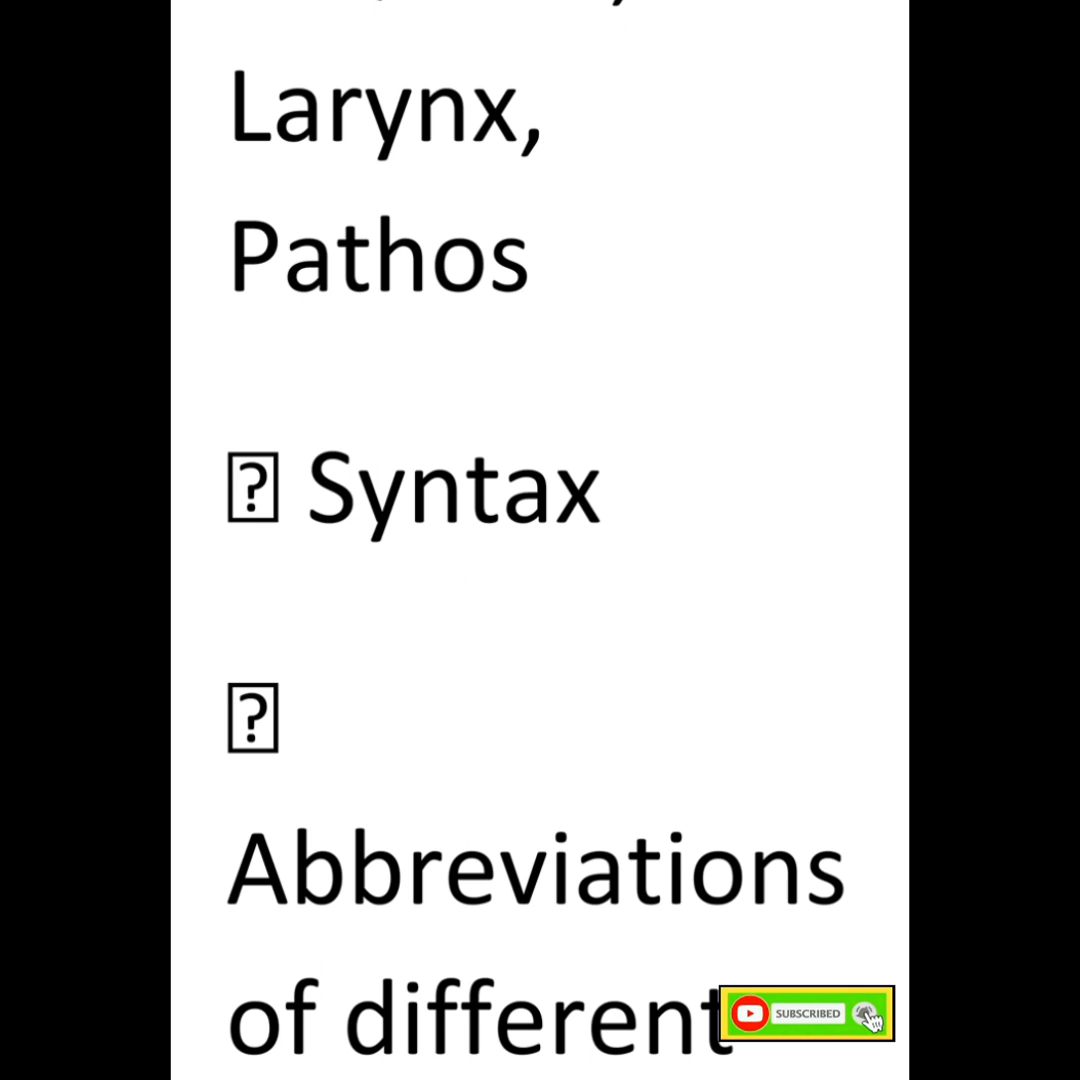 Larynx,
Pathos
⍰ Syntax
⍰
Abbreviations
of different
SUBSCRIBED